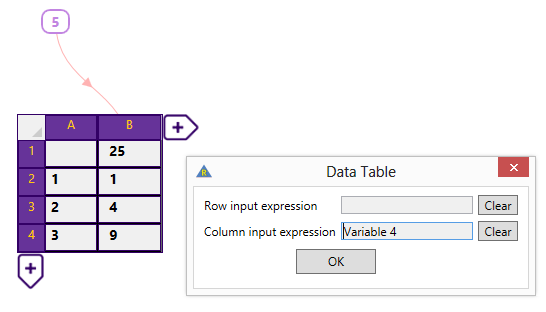 5
A B
1 25
2 1 1
3 2 4
4 3 9
Data Table
Row input expression Clear
Column input expression Variable 4 Clear
OK